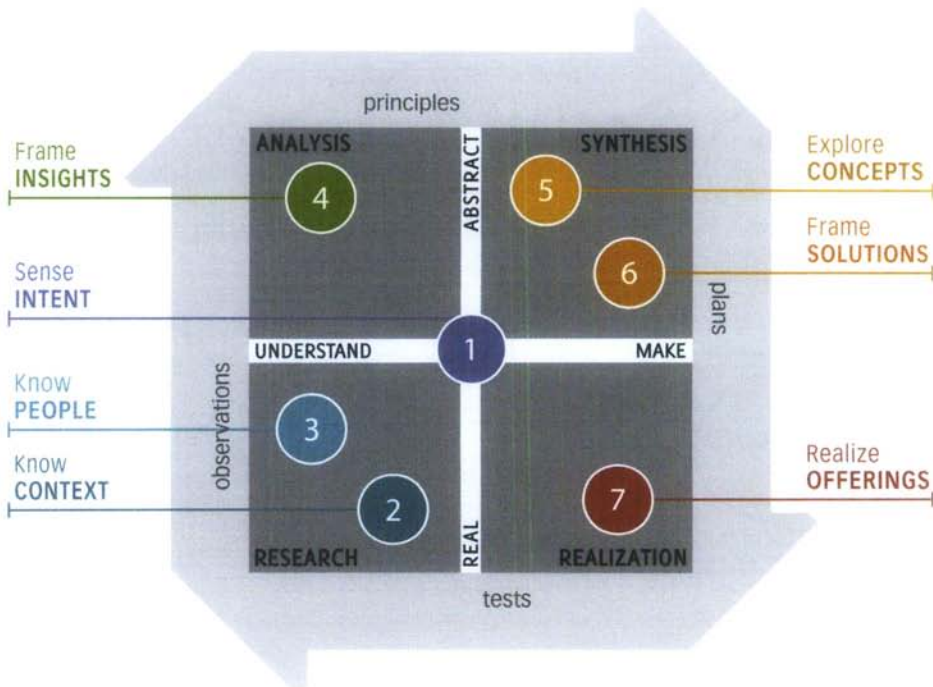 principles
ANALYSIS
ABSTRACT
SYNTHESIS
Frame
INSIGHTS
4
5
Explore
CONCEPTS
6
Frame
SOLUTIONS
Sense
INTENT
plans
UNDERSTAND
1
MAKE
observations
Know
PEOPLE
3
Know
CONTEXT
2
7
Realize
OFFERINGS
RESEARCH
REAL
REALIZATION
tests